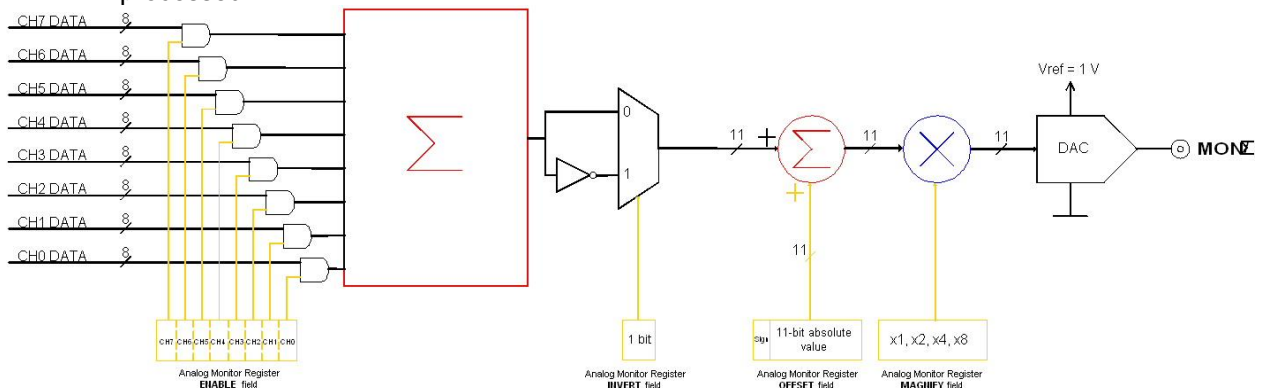 processed
CH7 DATA 8
CH6 DATA 8
CH5 DATA 8
CH4 DATA 8
CH3 DATA 8
CH2 DATA 8
CH1 DATA 8
CH0 DATA 8
Σ
0
1
11
+
Σ
+
11
11
11
Vref = 1 V
DAC
MON Σ
CH7 CH6 CH5 CH4 CH3 CH2 CH1 CH0
Analog Monitor Register
ENABLE field
1 bit
Analog Monitor Register
INVERT field
Sign
11-bit absolute
value
Analog Monitor Register
OFFSET field
x1, x2, x4, x8
Analog Monitor Register
MAGNIFY field